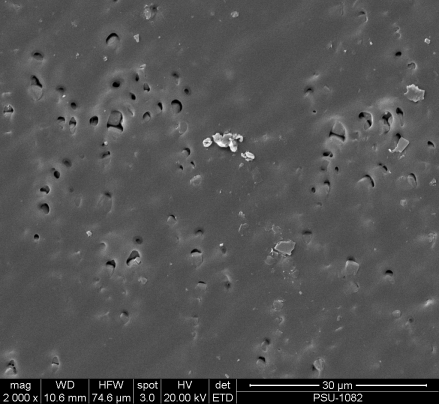 mag WD HFW spot HV det 30 µm
2 000 x 10.6 mm 74.6 µm 3.0 20.00 kV ETD PSU-1082